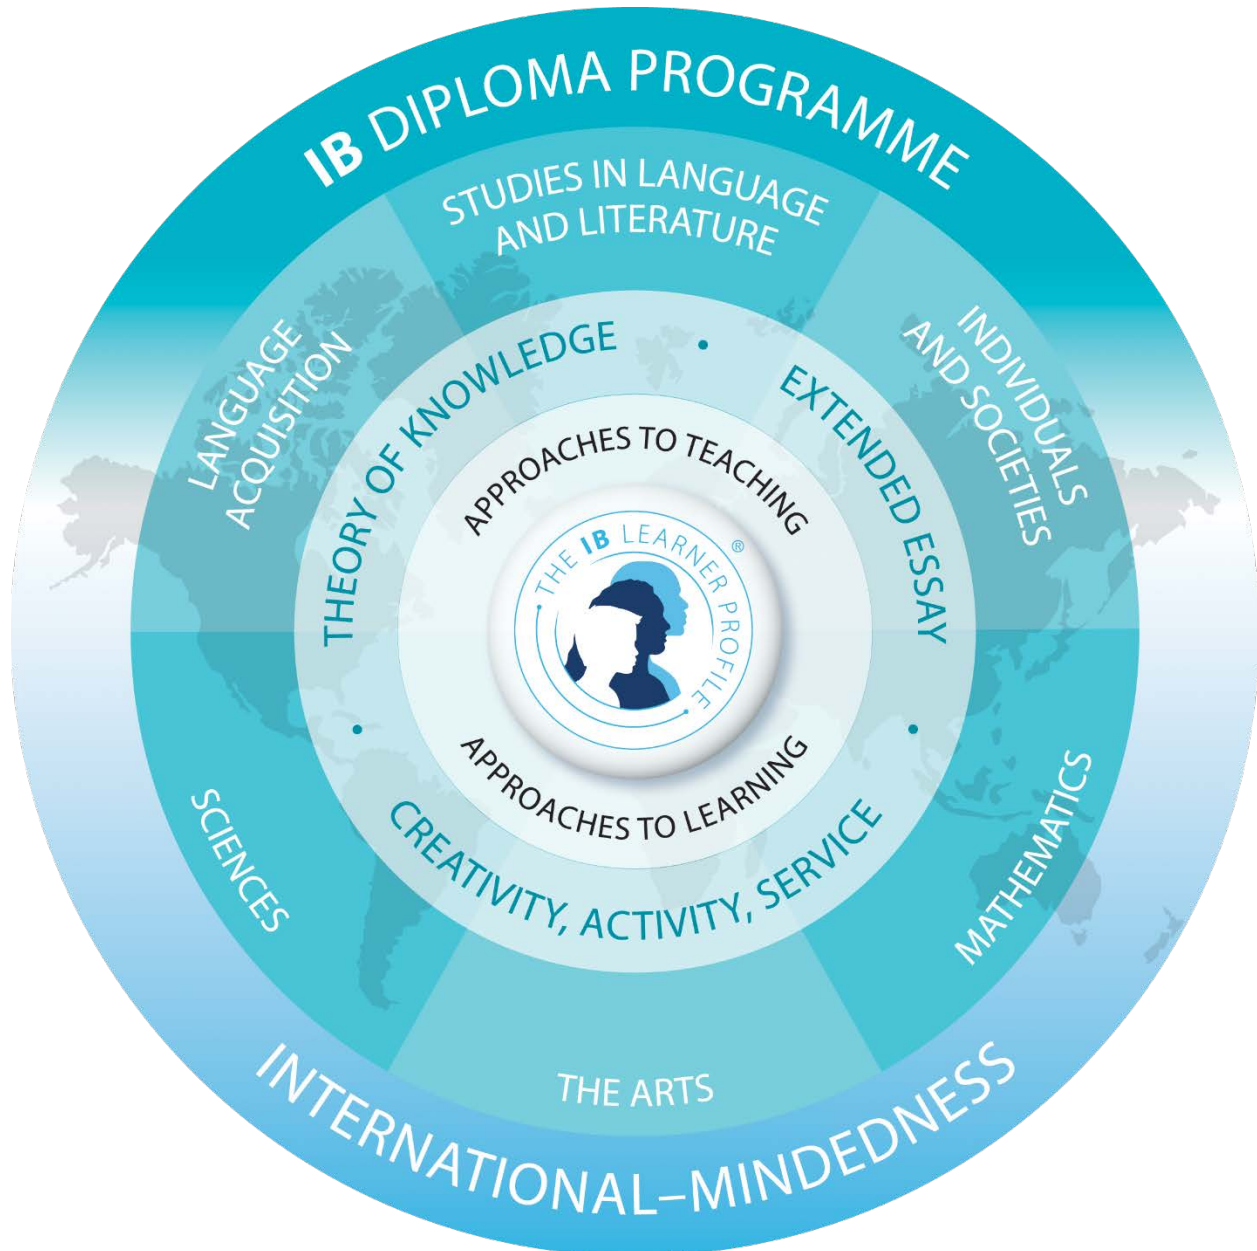 IB DIPLOMA PROGRAMME
STUDIES IN LANGUAGE
AND LITERATURE
LANGUAGE
ACQUISITION
INDIVIDUALS
AND SOCIETIES
THEORY OF KNOWLEDGE
•
EXTENDED ESSAY
•
•
APPROACHES TO TEACHING
• THE IB LEARNER PROFILE •
®
APPROACHES TO LEARNING
CREATIVITY, ACTIVITY, SERVICE
SCIENCES
MATHEMATICS
THE ARTS
INTERNATIONAL–MINDEDNESS